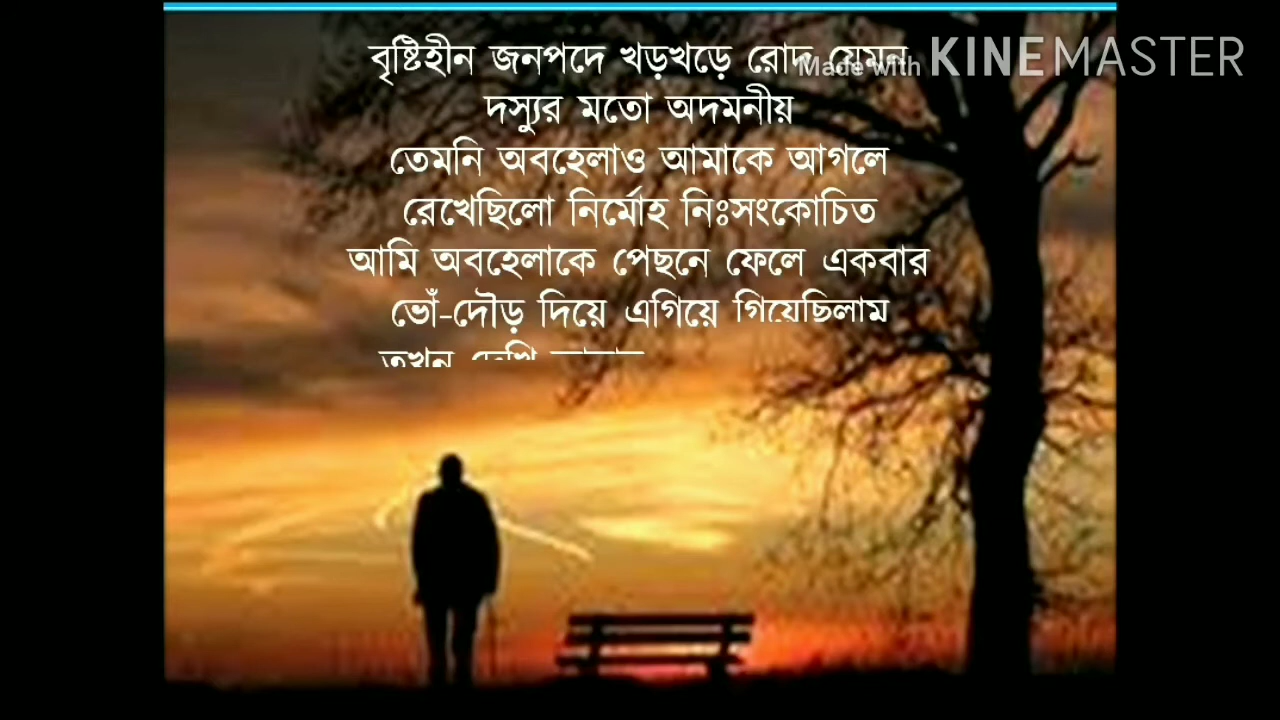 বৃষ্টিহীন জনপদে খড়খড়ে রোদ যেমন
Made with KINEMASTER
দস্যুর মতো অদমনীয়
তেমনি অবহেলাও আমাকে আগলে
রেখেছিলো নির্মোহ নিঃসংকোচিত
আমি অবহেলাকে পেছনে ফেলে একবার
ভোঁ-দৌড় দিয়ে এগিয়ে গিয়েছিলাম
তখন দেখি